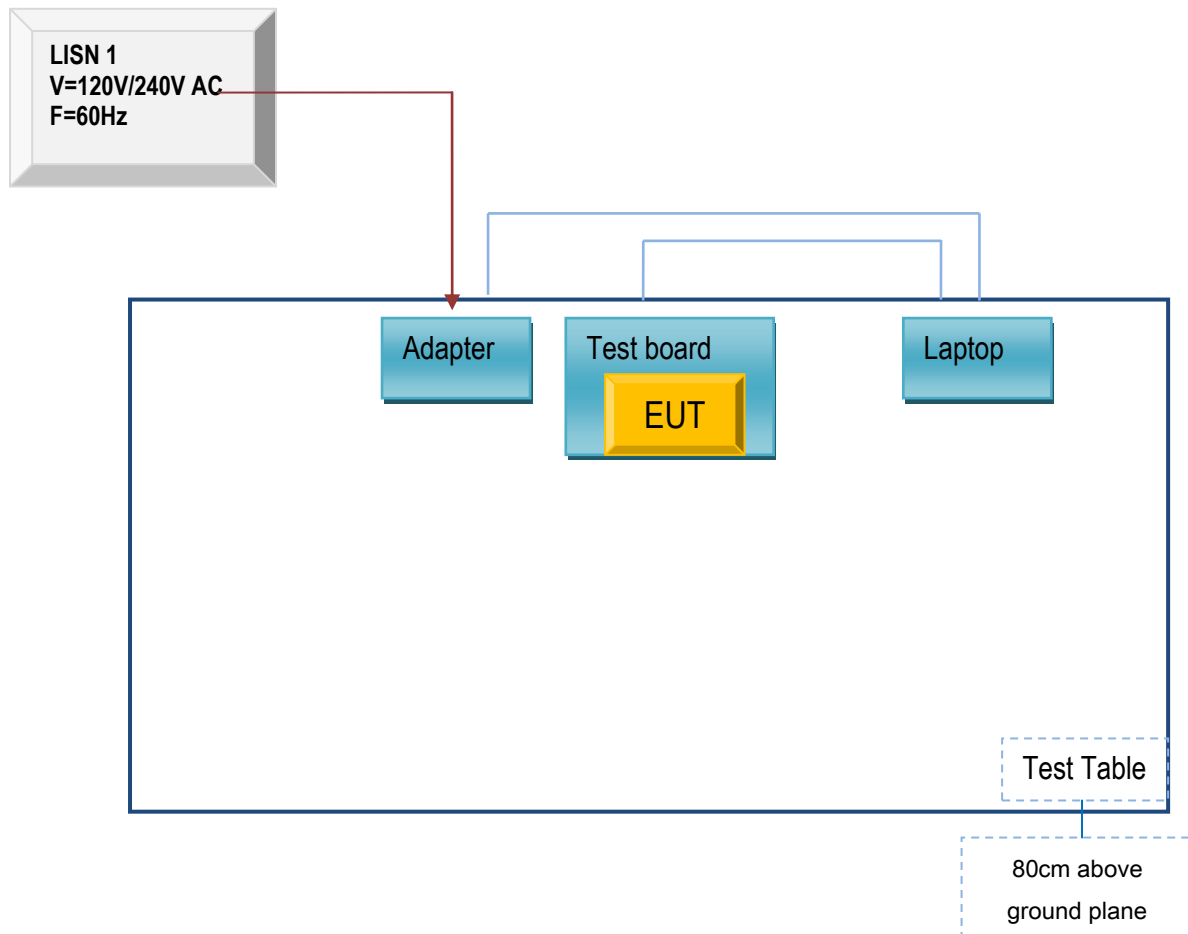 LISN 1
V=120V/240V AC
F=60Hz
Adapter
Test board
Laptop
EUT
Test Table
80cm above
ground plane